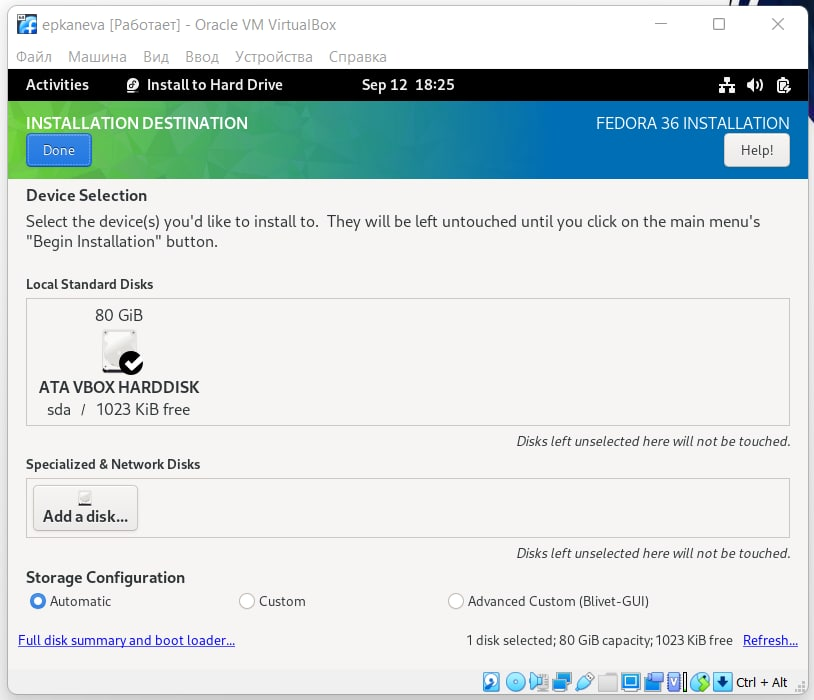 epkaneva [Работает] - Oracle VM VirtualBox
Файл Машина Вид Ввод Устройства Справка
Activities Install to Hard Drive Sep 12 18:25
INSTALLATION DESTINATION FEDORA 36 INSTALLATION
Done Help!
Device Selection
Select the device(s) you'd like to install to. They will be left untouched until you click on the main menu's
"Begin Installation" button.
Local Standard Disks
80 GiB
ATA VBOX HARDDISK
sda / 1023 KiB free
Disks left unselected here will not be touched.
Specialized & Network Disks
Add a disk...
Disks left unselected here will not be touched.
Storage Configuration
Automatic Custom Advanced Custom (Blivet-GUI)
Full disk summary and boot loader... 1 disk selected; 80 GiB capacity; 1023 KiB free Refresh...
Ctrl + Alt